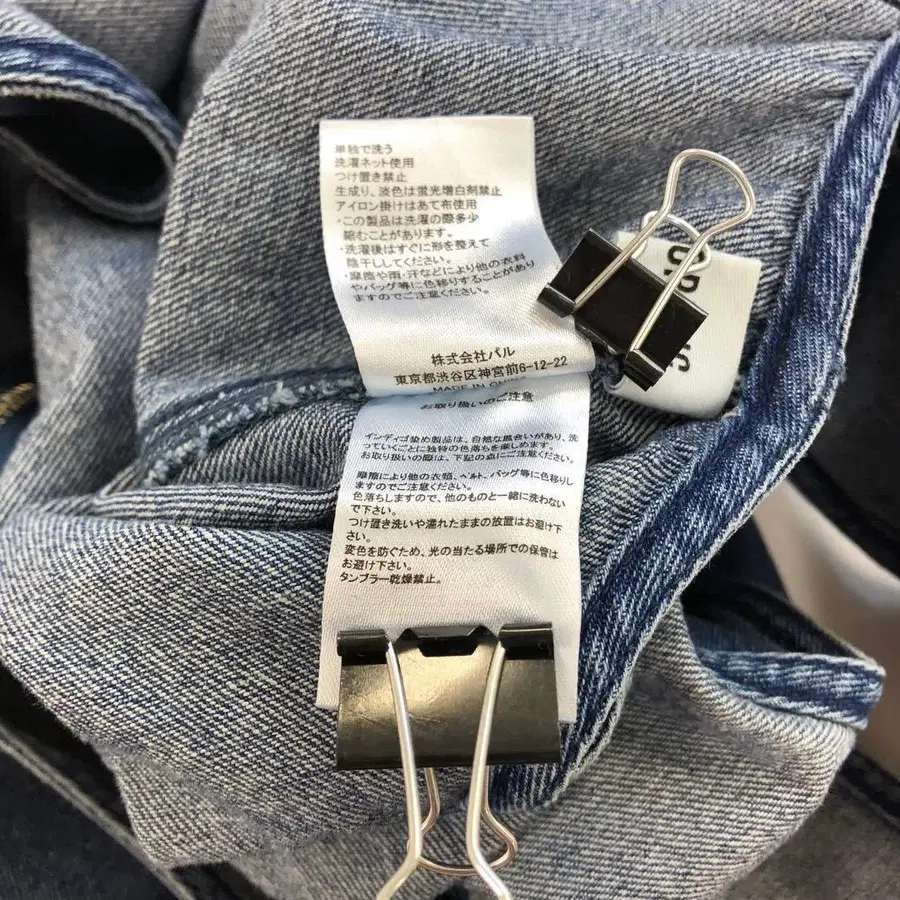 単独で洗う
洗濯ネット使用
つけ置き禁止
生成り、淡色は蛍光増白剤禁止
アイロン掛けはあて布使用
・この製品は洗濯の際多少
縮むことがあります。
・洗濯後はすぐに形を整えて
陰干ししてください。
・摩擦や雨・汗などにより他の衣料
やバッグ等に色移りすることがあり
ますのでご注意ください。
株式会社パル
東京都渋谷区神宮前6-12-22
MADE IN CHINA
お取り扱いのご注意
インディゴ染め製品は、自然な風合いがあり、洗
っていくごとに独特の色落ちを楽しめます。
お取り扱いの際は、下記の点にご注意ください。
摩擦により他の衣類、ベルト、バッグ等に色移りし
ますのでご注意ください。
色落ちしますので、他のものと一緒に洗わない
で下さい。
つけ置き洗いや濡れたままの放置はお避け下
さい。
変色を防ぐため、光の当たる場所での保管は
お避け下さい。
タンブラー乾燥禁止。